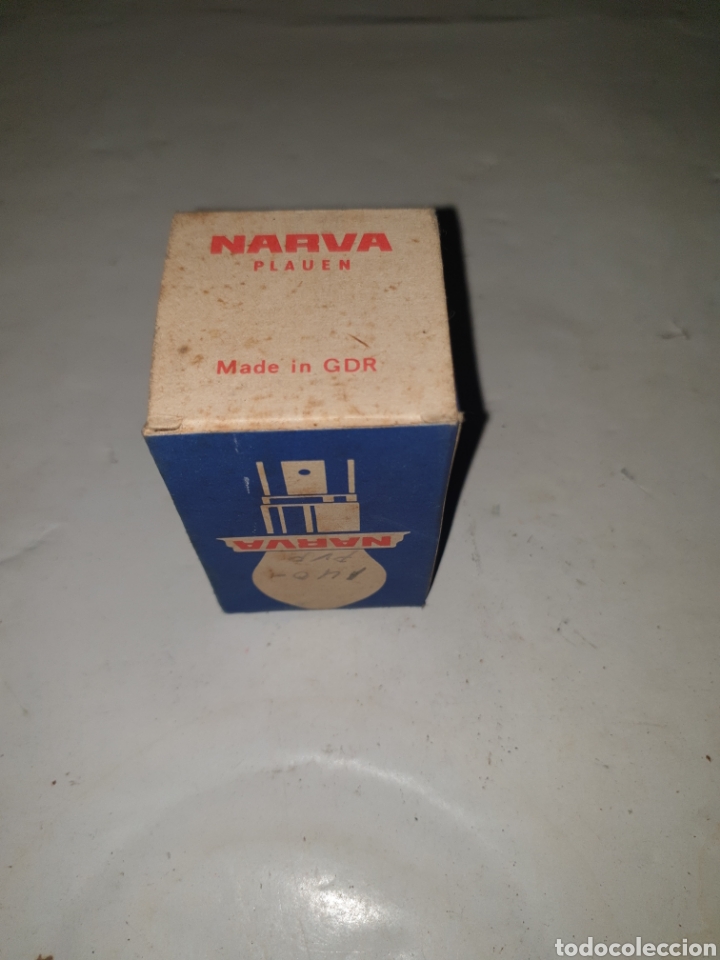 NARVA
PLAUEN
Made in GDR
NARVA
todocoleccion